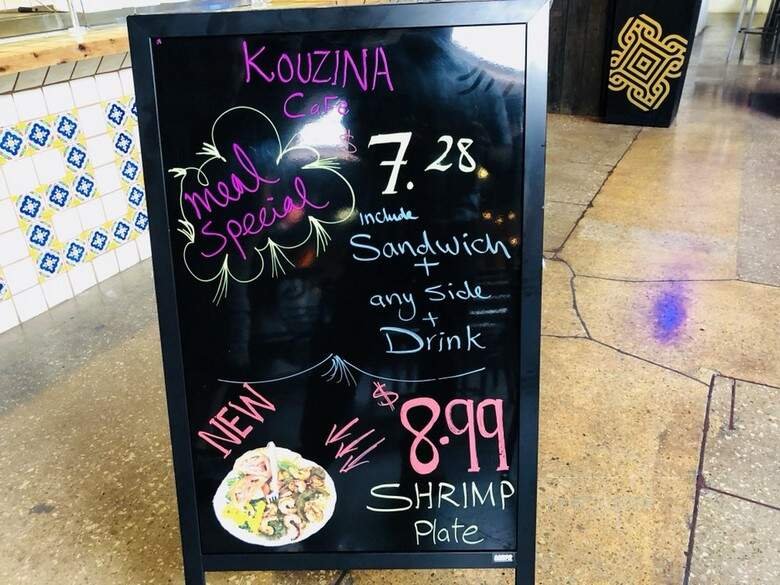 KOUZINA
Cafe
meal
special
$7.28
include
Sandwich
+
any side
+
Drink
NEW
$8.99
SHRIMP
Plate